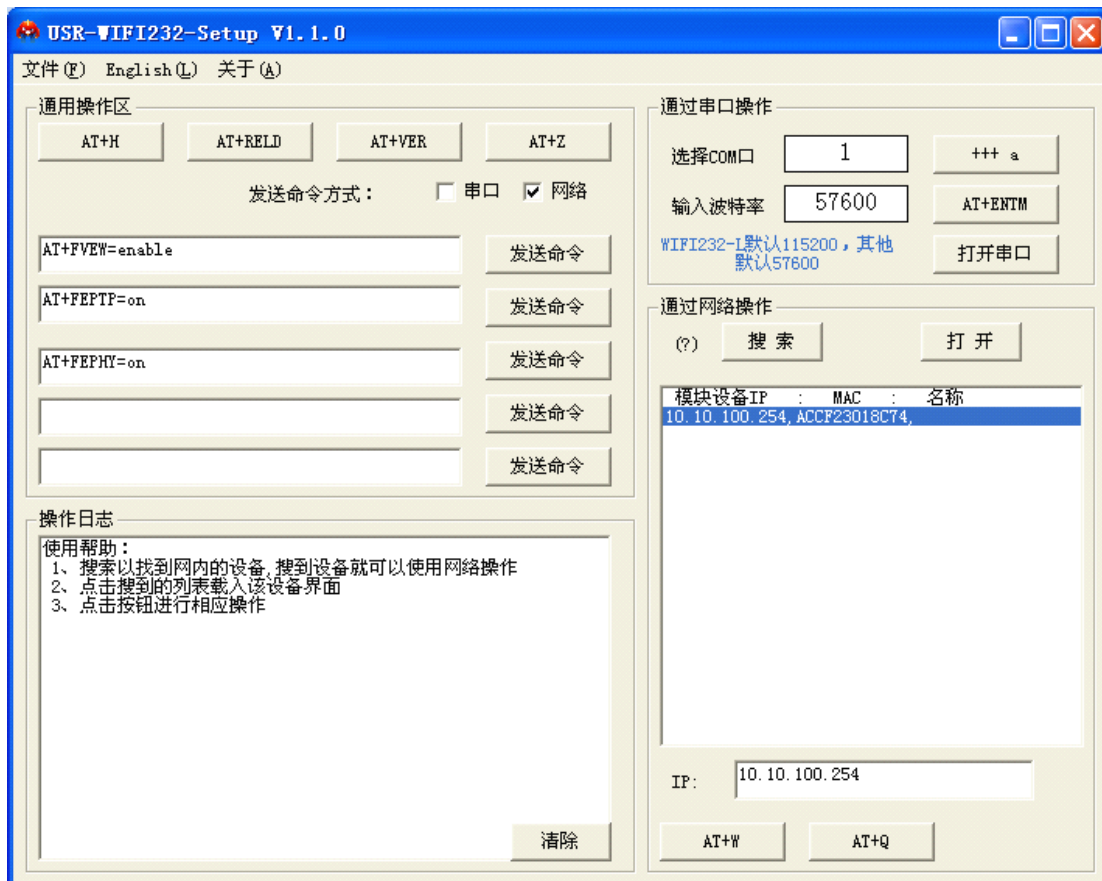 USR-WIFI232-Setup V1.1.0
文件(F) English(L) 关于(A)
通用操作区
AT+H AT+RELD AT+VER AT+Z
发送命令方式： 串口 网络
AT+FVEW=enable 发送命令
AT+FEPTP=on 发送命令
AT+FEPHY=on 发送命令
发送命令
发送命令
操作日志
使用帮助：
1、搜索以找到网内的设备,搜到设备就可以使用网络操作
2、点击搜到的列表载入该设备界面
3、点击按钮进行相应操作
清除
通过串口操作
选择COM口 1 +++ a
输入波特率 57600 AT+ENTM
WIFI232-L默认115200，其他
默认57600
打开串口
通过网络操作
(?) 搜 索 打 开
模块设备IP : MAC : 名称
10.10.100.254,ACCF23018C74,
IP: 10.10.100.254
AT+W AT+Q